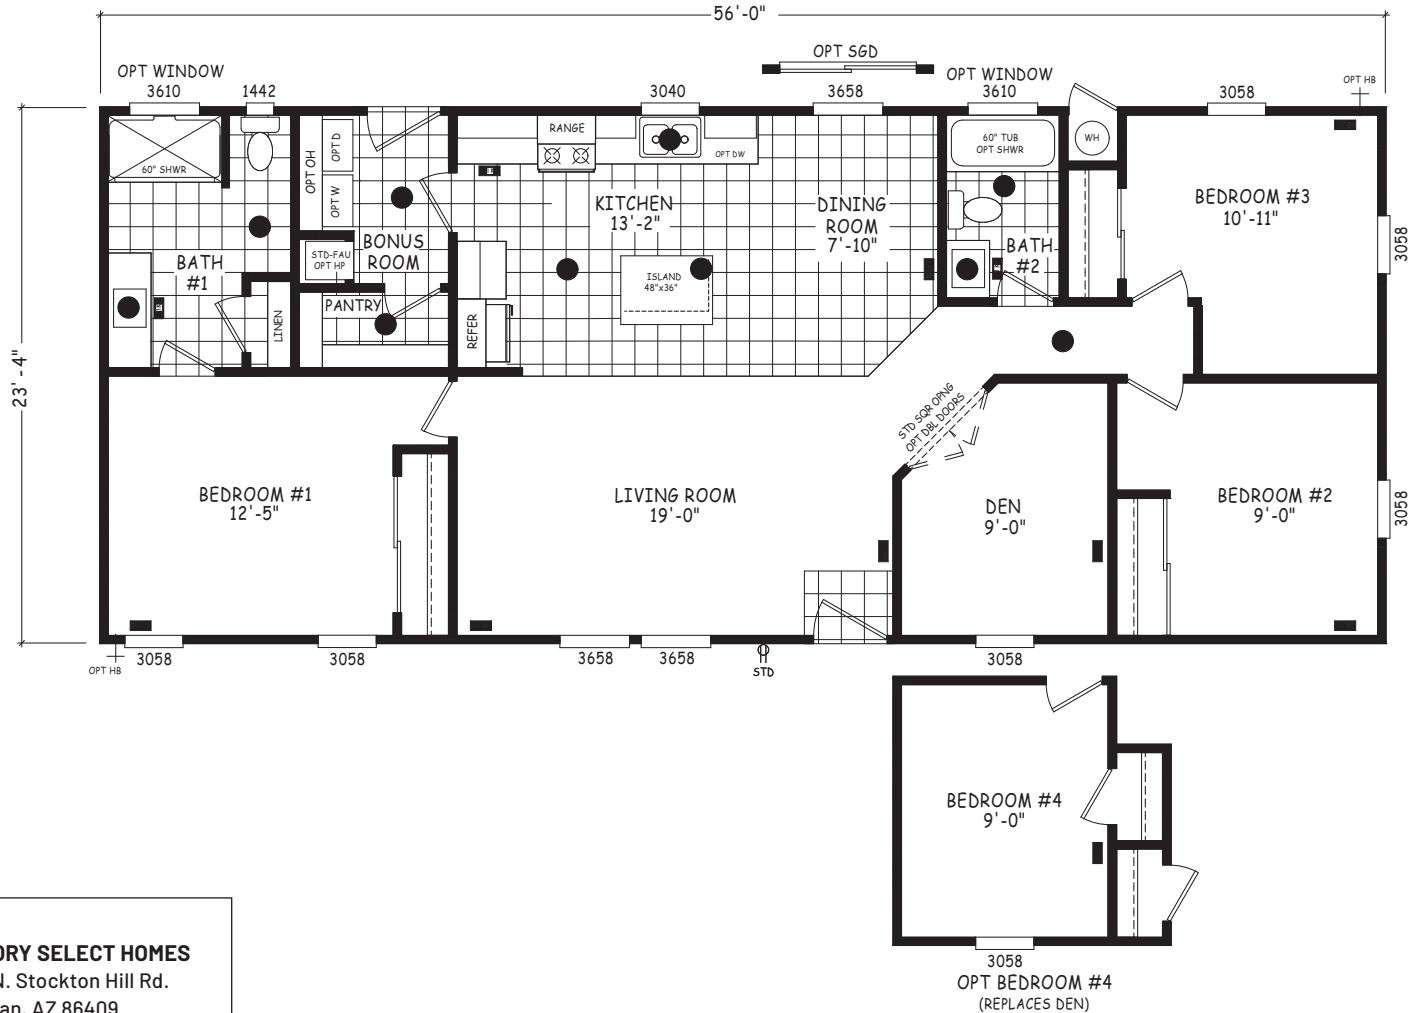 56'-0"
OPT SGD
OPT WINDOW
3610
1442
3040
3658
OPT WINDOW
3610
3058
OPT HB
60" SHWR
OPT OH
OPT D
OPT W
RANGE
OPT DW
60" TUB
OPT SHWR
WH
BEDROOM #3
10'-11"
KITCHEN
13'-2"
DINING
ROOM
7'-10"
3058
BONUS
ROOM
STD-FAU
OPT HP
BATH
#1
BATH
#2
ISLAND
48"x36"
PANTRY
LINEN
REFER
23'-4"
STD SQR OPNG
OPT DBL DOORS
BEDROOM #1
12'-5"
LIVING ROOM
19'-0"
DEN
9'-0"
BEDROOM #2
9'-0"
3058
OPT HB
3058
3058
3658
3658
STD
3058
BEDROOM #4
9'-0"
3058
OPT BEDROOM #4
(REPLACES DEN)
ORY SELECT HOMES
N. Stockton Hill Rd.
an, AZ 86409